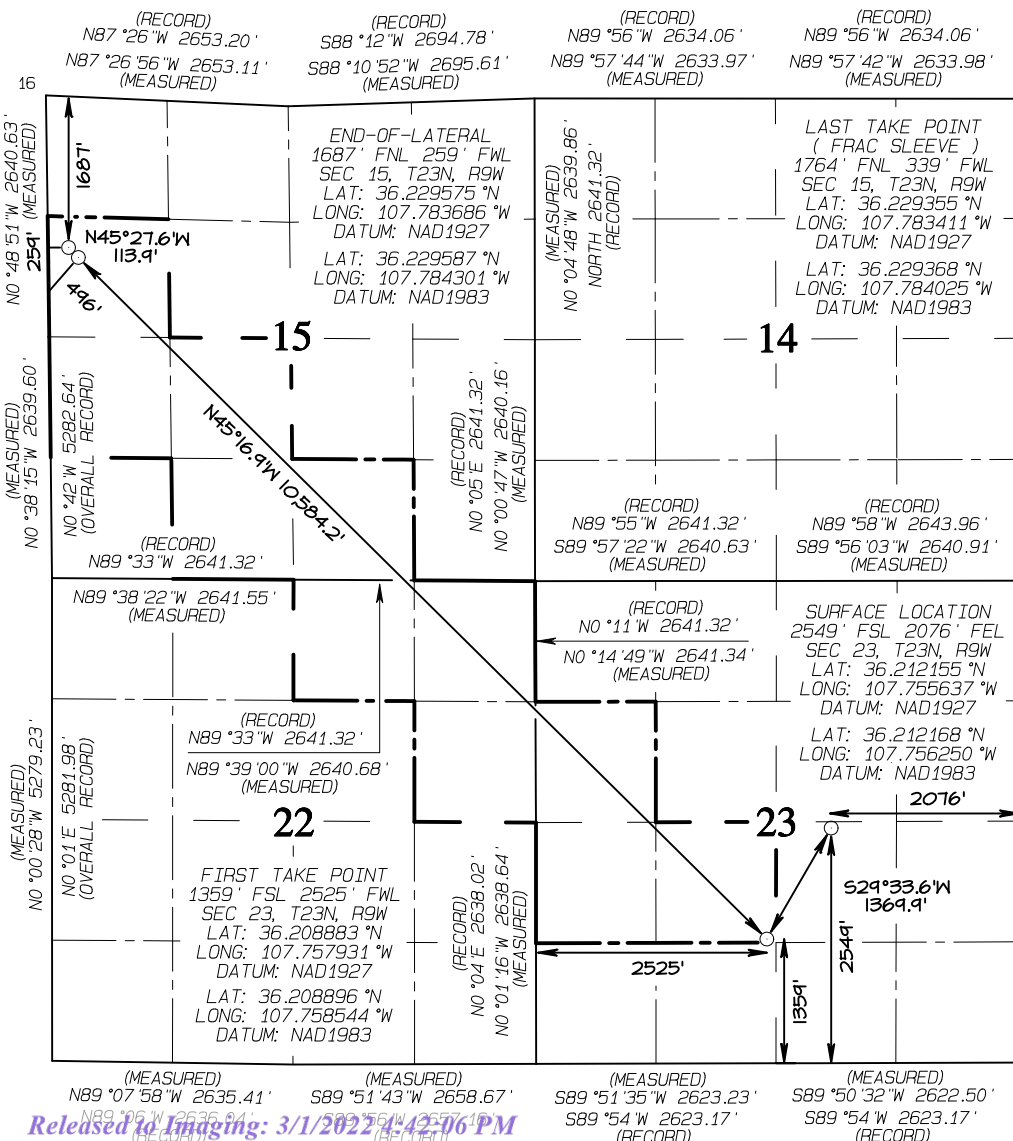 (RECORD)
N87°26'W 2653.20'
N87°26'56"W 2653.11'
(MEASURED)
(RECORD)
S88°12'W 2694.78'
S88°10'52"W 2695.61'
(MEASURED)
(RECORD)
N89°56'W 2634.06'
N89°57'44"W 2633.97'
(MEASURED)
(RECORD)
N89°56'W 2634.06'
N89°57'42"W 2633.98'
(MEASURED)
16
N0°48'51"W 2640.63'
(MEASURED)
1687'
259'
N45°27.6'W
113.9'
496'
END-OF-LATERAL
1687' FNL 259' FWL
SEC 15, T23N, R9W
LAT: 36.229575°N
LONG: 107.783686°W
DATUM: NAD1927
LAT: 36.229587°N
LONG: 107.784301°W
DATUM: NAD1983
(MEASURED)
N0°04'48"W 2639.86'
NORTH 2641.32'
(RECORD)
LAST TAKE POINT
( FRAC SLEEVE )
1764' FNL 339' FWL
SEC 15, T23N, R9W
LAT: 36.229355°N
LONG: 107.783411°W
DATUM: NAD1927
LAT: 36.229368°N
LONG: 107.784025°W
DATUM: NAD1983
15
14
(MEASURED)
N0°38'15"W 2639.60'
N0°42'W 5282.64'
(OVERALL RECORD)
N45°16.9'W 10,584.2'
(RECORD)
N0°05'E 2641.32'
N0°00'47"W 2640.16'
(MEASURED)
(RECORD)
N89°55'W 2641.32'
S89°57'22"W 2640.63'
(MEASURED)
(RECORD)
N89°58'W 2643.96'
S89°56'03"W 2640.91'
(MEASURED)
(RECORD)
N89°33'W 2641.32'
N89°38'22"W 2641.55'
(MEASURED)
(RECORD)
N0°11'W 2641.32'
N0°14'49"W 2641.34'
(MEASURED)
SURFACE LOCATION
2549' FSL 2076' FEL
SEC 23, T23N, R9W
LAT: 36.212155°N
LONG: 107.755637°W
DATUM: NAD1927
LAT: 36.212168°N
LONG: 107.756250°W
DATUM: NAD1983
(RECORD)
N89°33'W 2641.32'
N89°39'00"W 2640.68'
(MEASURED)
(MEASURED)
N0°00'28"W 5279.23'
N0°01'E 5281.98'
(OVERALL RECORD)
22
23
2076'
S29°33.6'W
1369.9'
FIRST TAKE POINT
1359' FSL 2525' FWL
SEC 23, T23N, R9W
LAT: 36.208883°N
LONG: 107.757931°W
DATUM: NAD1927
LAT: 36.208896°N
LONG: 107.758544°W
DATUM: NAD1983
(RECORD)
N0°04'E 2638.02'
N0°01'16"W 2638.64'
(MEASURED)
2525'
1359'
2549'
(MEASURED)
N89°07'58"W 2635.41'
N89°06'W 2636.04'
(RECORD)
(MEASURED)
S89°51'43"W 2658.67'
(RECORD)
(MEASURED)
S89°51'35"W 2623.23'
S89°54'W 2623.17'
(RECORD)
(MEASURED)
S89°50'32"W 2622.50'
S89°54'W 2623.17'
(RECORD)
Released to Imaging: 3/1/2022 4:42:06 PM